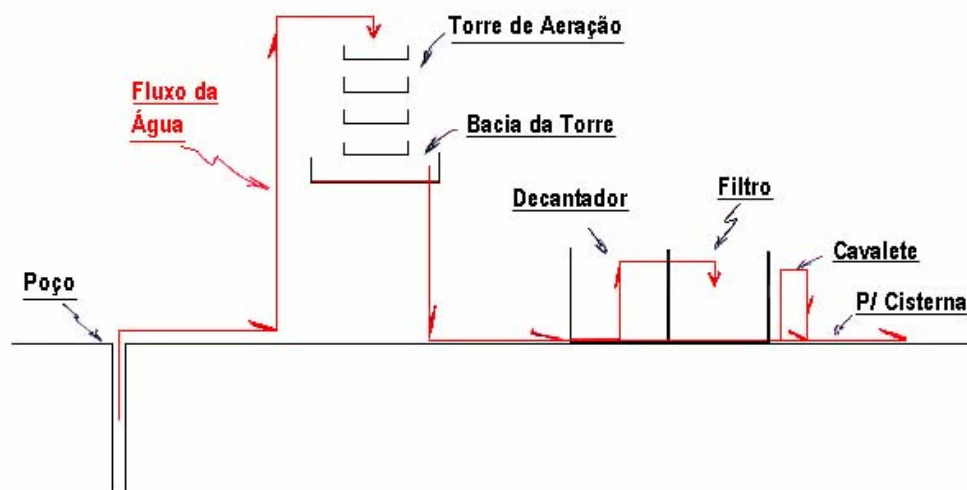 Torre de Aeração
Fluxo da
Água
Bacia da Torre
Decantador
Filtro
Cavalete
Poço
P/ Cisterna